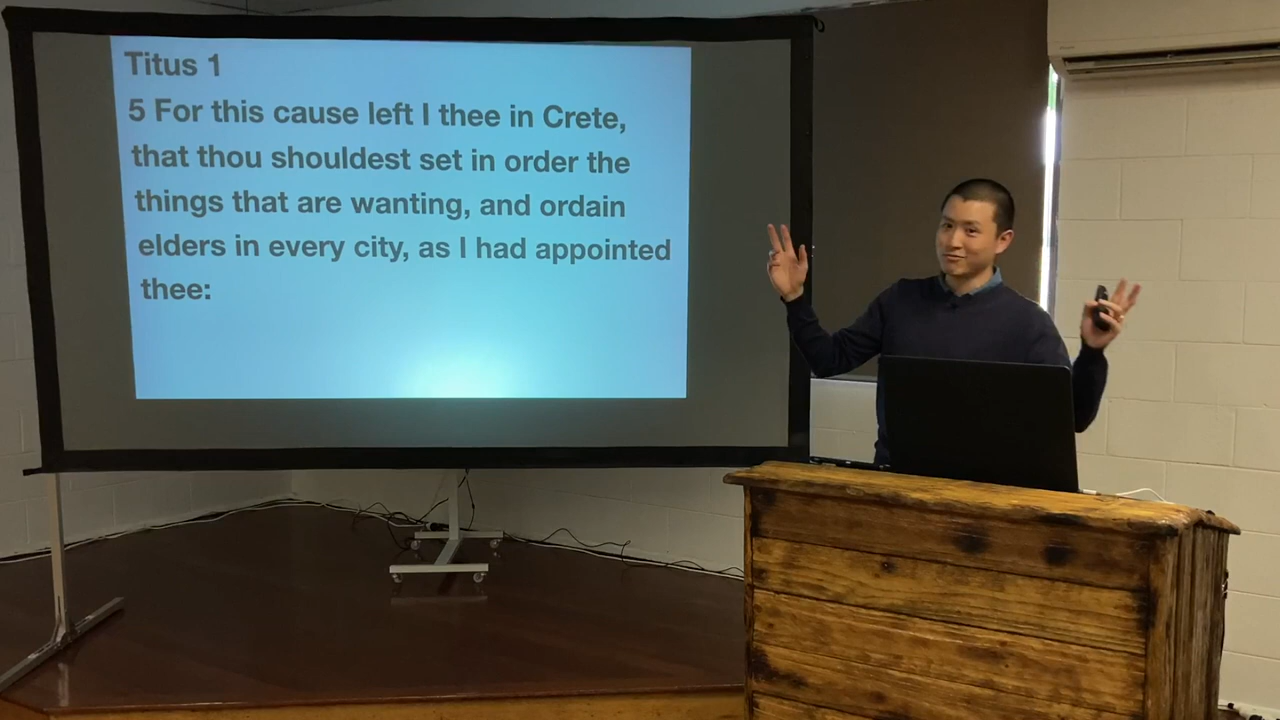 Titus 1
5 For this cause left I thee in Crete,
that thou shouldest set in order the
things that are wanting, and ordain
elders in every city, as I had appointed
thee: